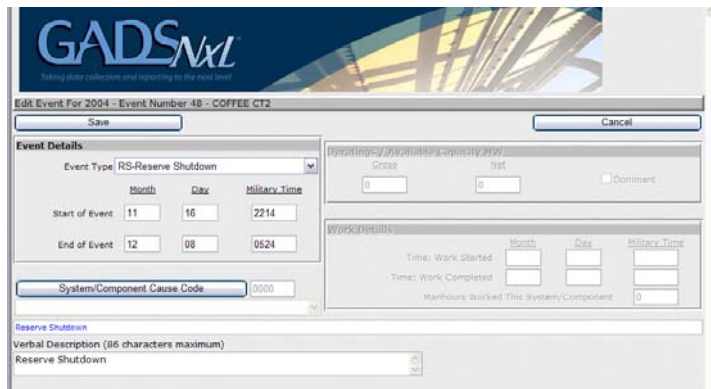 GADSNxL
Taking data collection and reporting to the next level
Edit Event For 2004 - Event Number 48 - COFFEE CT2
Save Cancel
Event Details
Event Type RS-Reserve Shutdown
Month Day Military Time
Start of Event 11 16 2214
End of Event 12 08 0524
Deratings / Available Capacity MW
Gross Net
0 0 Dominant
Work Details
Month Day Military Time
Time: Work Started
Time: Work Completed
Manhours Worked This System/Component 0
System/Component Cause Code 0000
Reserve Shutdown
Verbal Description (86 characters maximum)
Reserve Shutdown